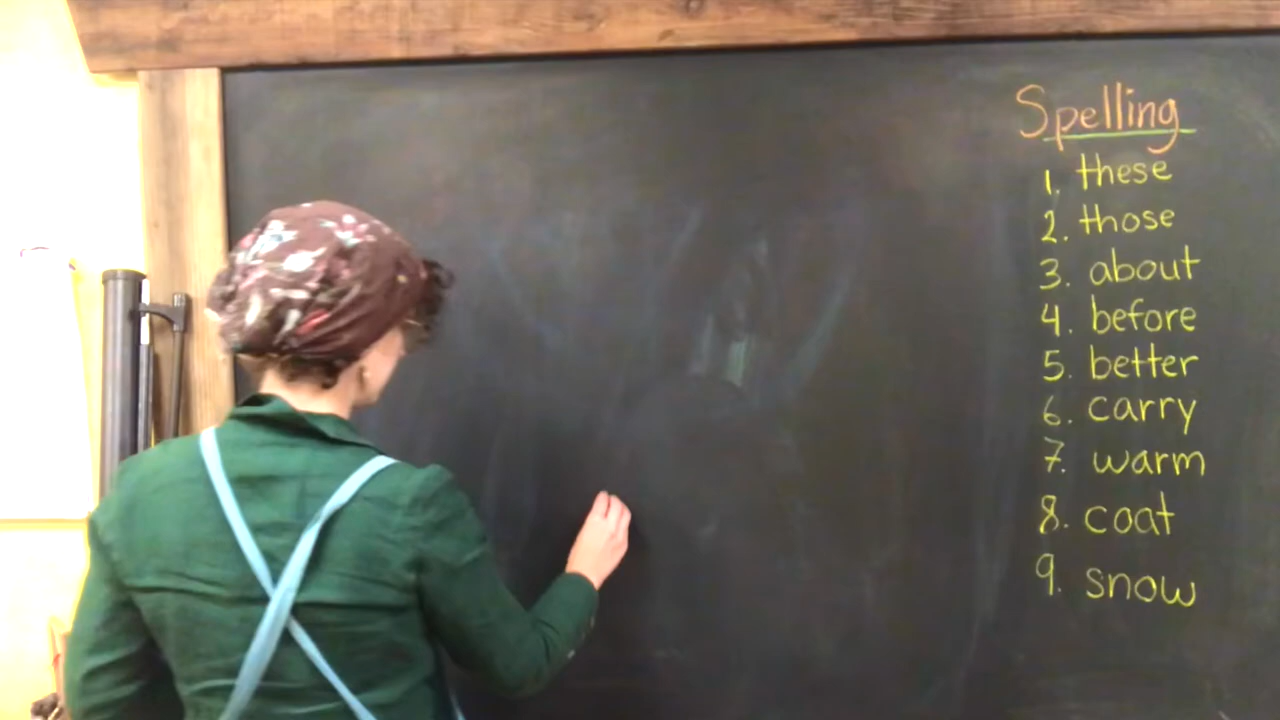 Spelling
1. these
2. those
3. about
4. before
5. better
6. carry
7. warm
8. coat
9. snow